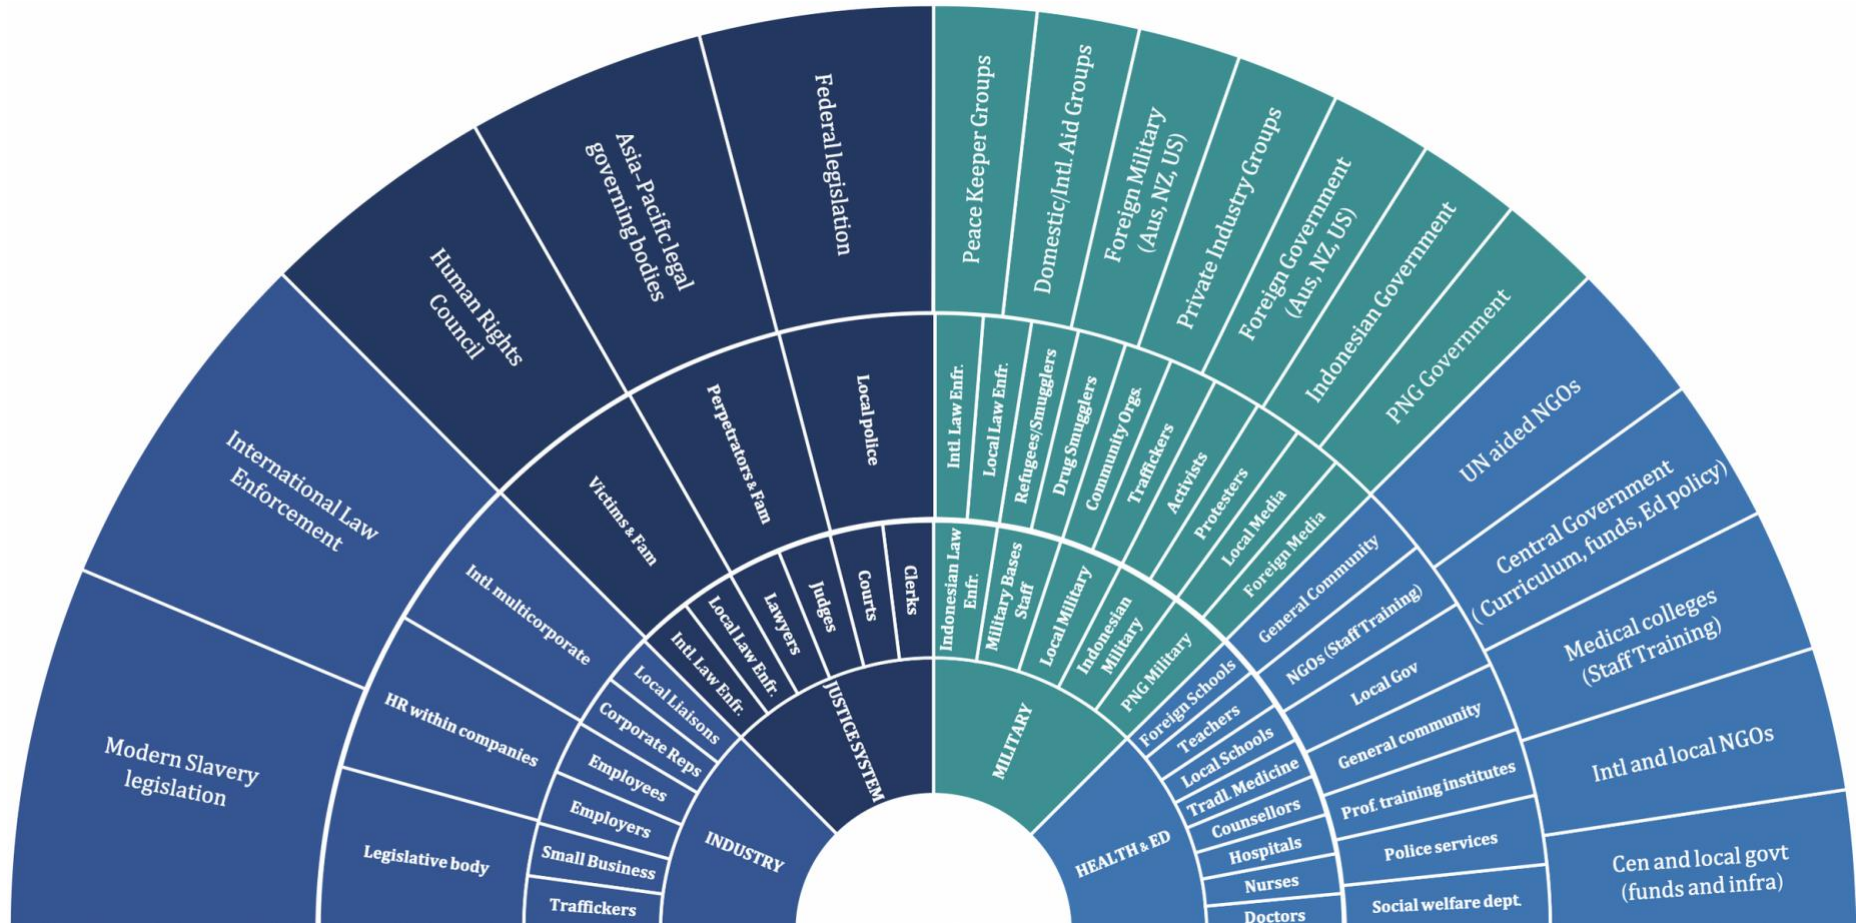 Modern Slavery
legislation
International Law
Enforcement
Human Rights
Council
Asia-Pacific legal
governing bodies
Federal legislation
Peace Keeper Groups
Domestic/Intl. Aid Groups
Foreign Military
(Aus, NZ, US)
Private Industry Groups
Foreign Government
(Aus, NZ, US)
Indonesian Government
PNG Government
UN aided NGOs
Central Government
(Curriculum, funds, Ed policy)
Medical colleges
(Staff Training)
Intl and local NGOs
Cen and local govt
(funds and infra)
Legislative body
HR within companies
Intl. multicorporate
Victims & Fam
Perpetrators & Fam
Local police
Intl. Law Enfr.
Local Law Enfr.
Refugees/Smugglers
Drug Smugglers
Community Orgs.
Traffickers
Activists
Protesters
Local Media
Foreign Media
General Community
NGOs (Staff Training)
Local Gov
General community
Prof. training institutes
Police services
Social welfare dept.
Traffickers
Small Business
Employers
Employees
Corporate Reps
Local Liaisons
Intl. Law Enfr.
Local Law Enfr.
Lawyers
Judges
Courts
Clerks
Indonesian Law
Enfr.
Military Bases
Staff
Local Military
Indonesian
Military
PNG Military
Foreign Schools
Teachers
Local Schools
Tradl. Medicine
Counsellors
Hospitals
Nurses
Doctors
INDUSTRY
JUSTICE SYSTEM
MILITARY
HEALTH & ED